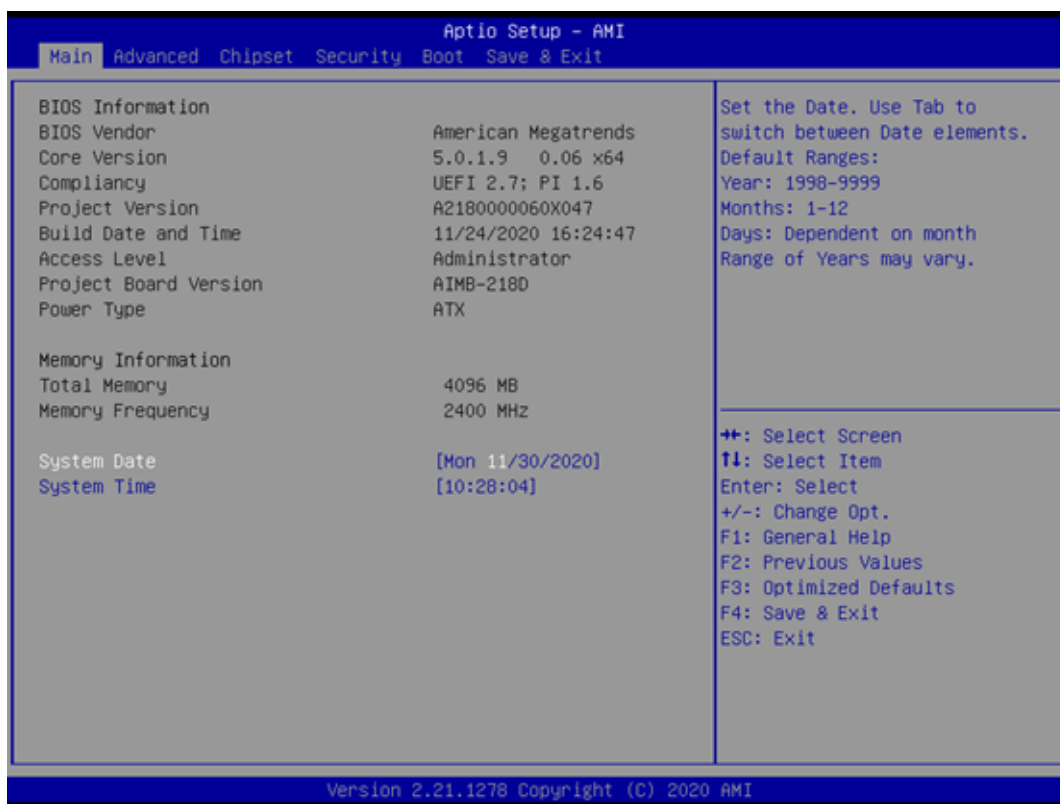 Aptio Setup - AMI
Main Advanced Chipset Security Boot Save & Exit
BIOS Information
BIOS Vendor American Megatrends
Core Version 5.0.1.9 0.06 x64
Compliancy UEFI 2.7; PI 1.6
Project Version A2180000060X047
Build Date and Time 11/24/2020 16:24:47
Access Level Administrator
Project Board Version AIMB-218D
Power Type ATX
Memory Information
Total Memory 4096 MB
Memory Frequency 2400 MHz
System Date [Mon 11/30/2020]
System Time [10:28:04]
Set the Date. Use Tab to
switch between Date elements.
Default Ranges:
Year: 1998-9999
Months: 1-12
Days: Dependent on month
Range of Years may vary.
→←: Select Screen
↑↓: Select Item
Enter: Select
+/-: Change Opt.
F1: General Help
F2: Previous Values
F3: Optimized Defaults
F4: Save & Exit
ESC: Exit
Version 2.21.1278 Copyright (C) 2020 AMI